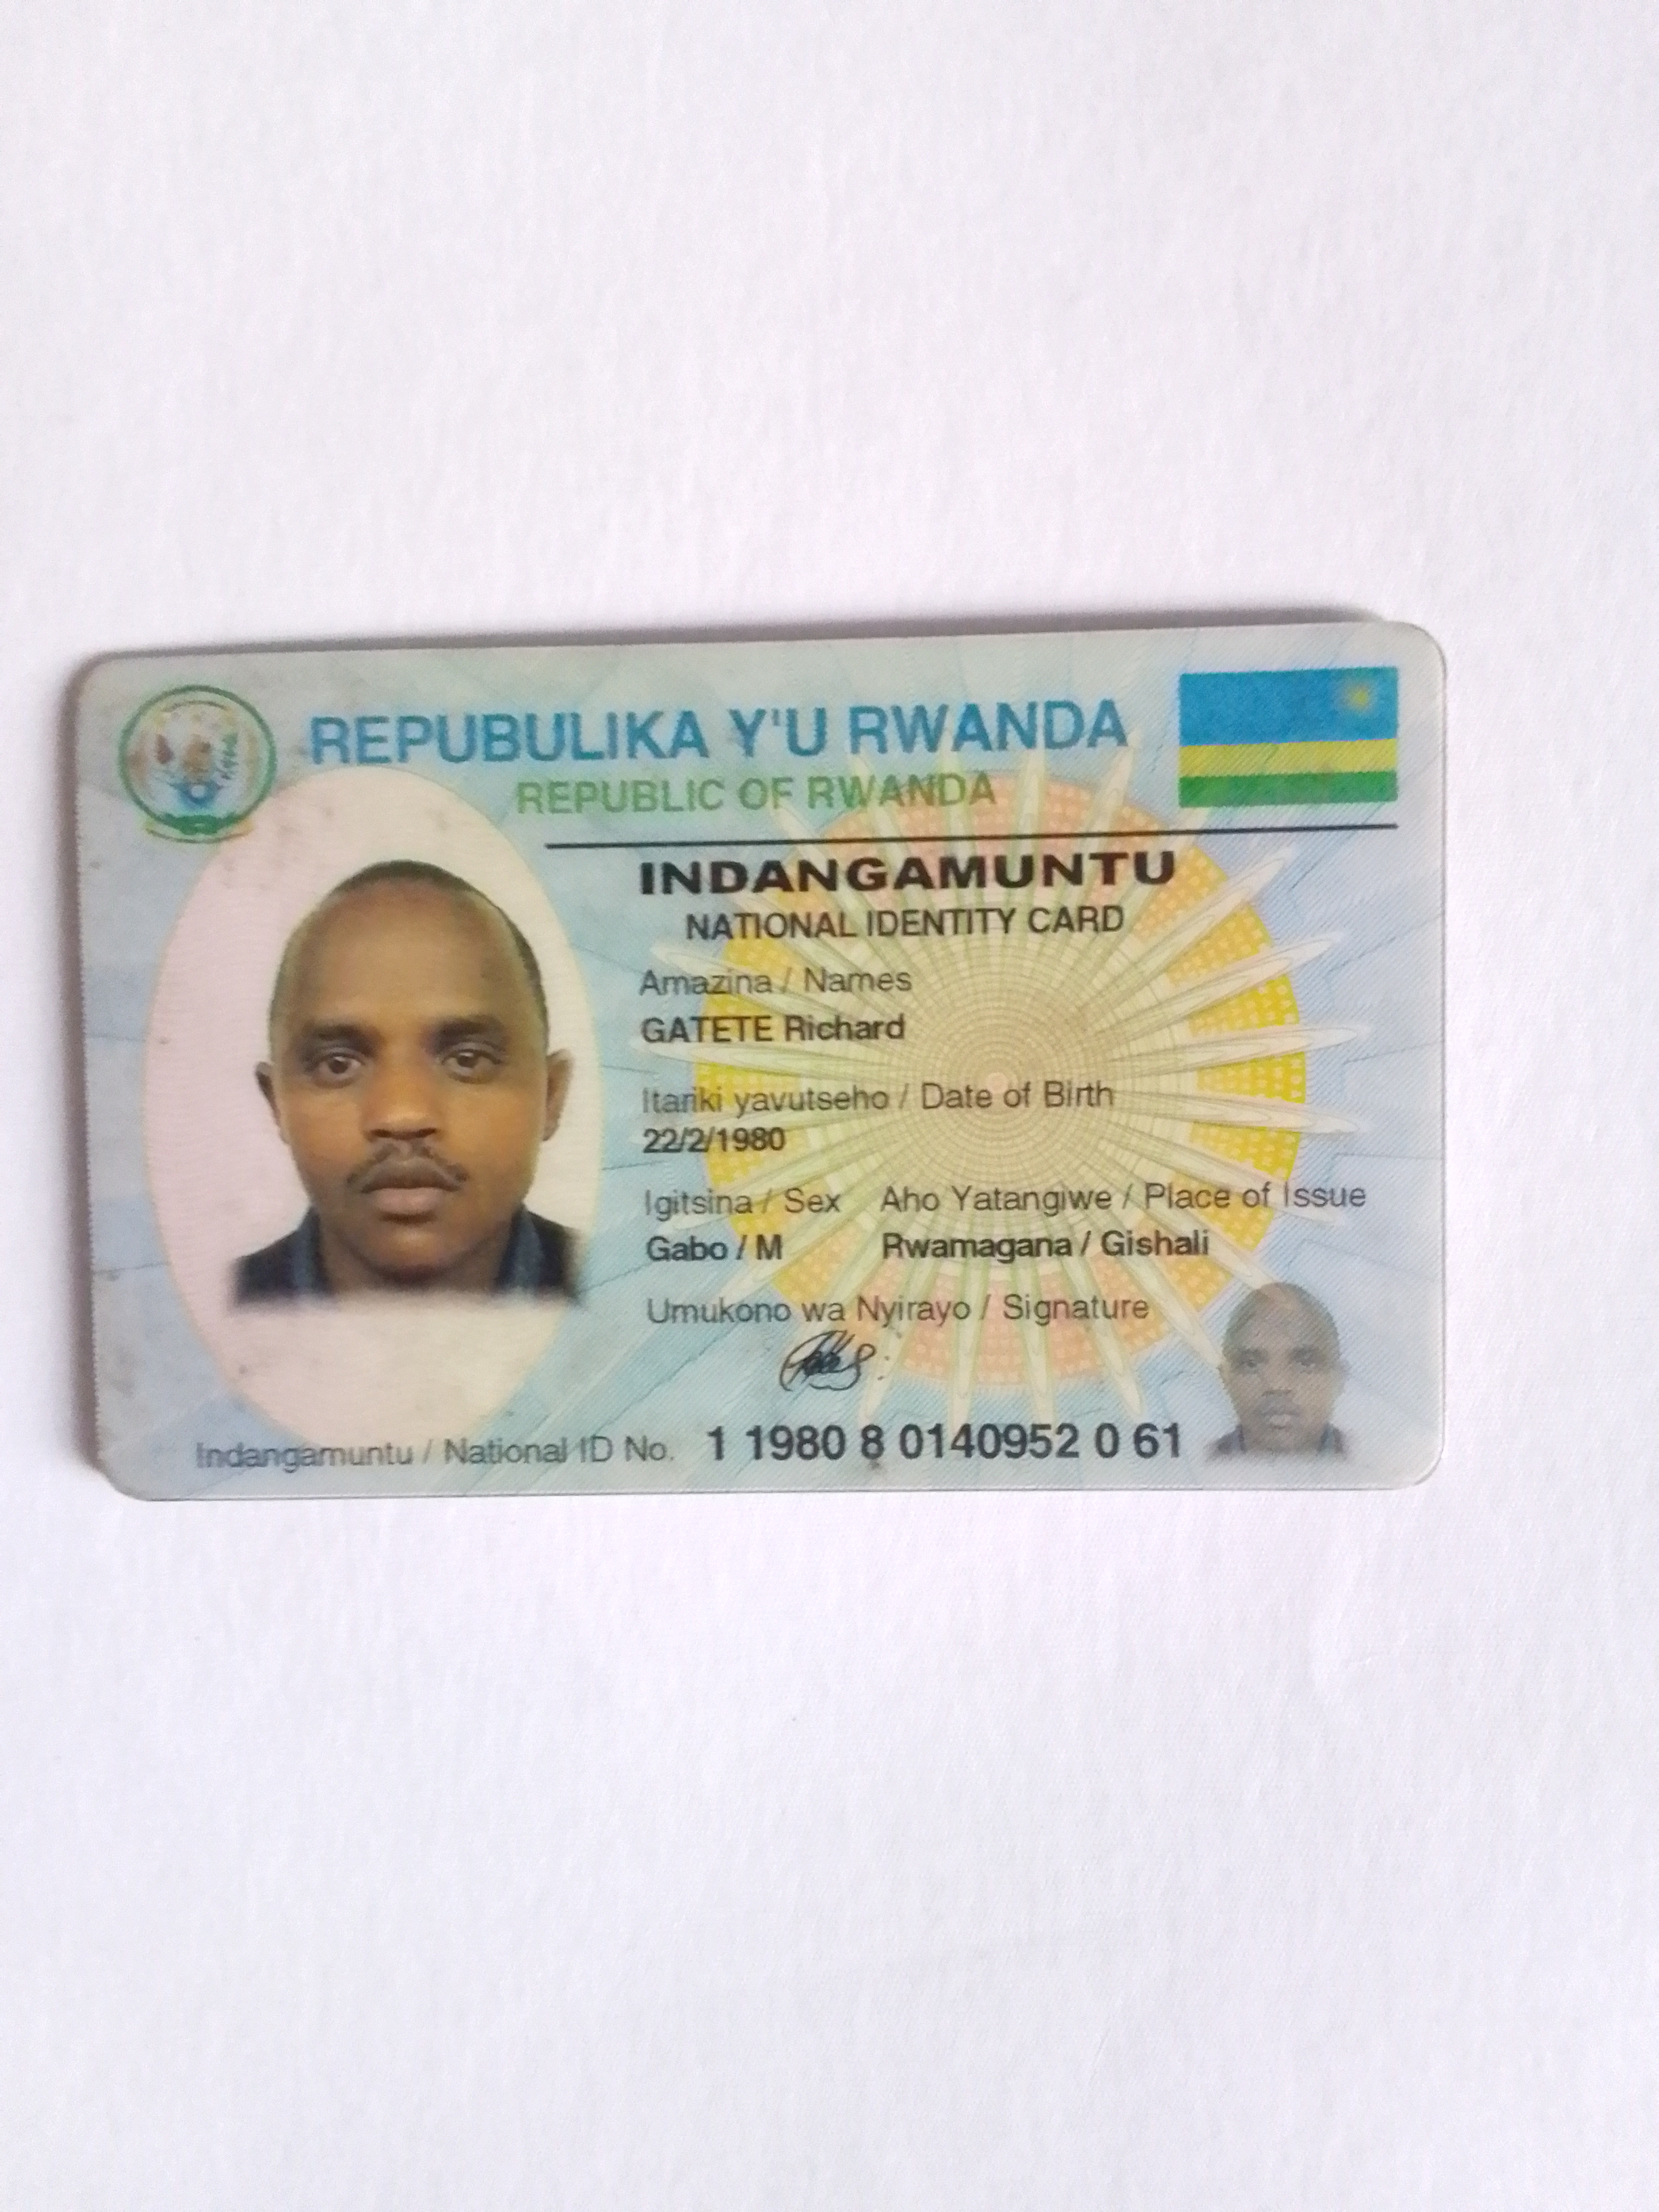 REPUBULIKA Y'U RWANDA
REPUBLIC OF RWANDA
INDANGAMUNTU
NATIONAL IDENTITY CARD
Amazina / Names
GATETE Richard
Itariki yavutseho / Date of Birth
22/2/1980
Igitsina / Sex Aho Yatangiwe / Place of Issue
Gabo / M Rwamagana / Gishali
Umukono wa Nyirayo / Signature
Indangamuntu / National ID No. 1 1980 8 0140952 0 61